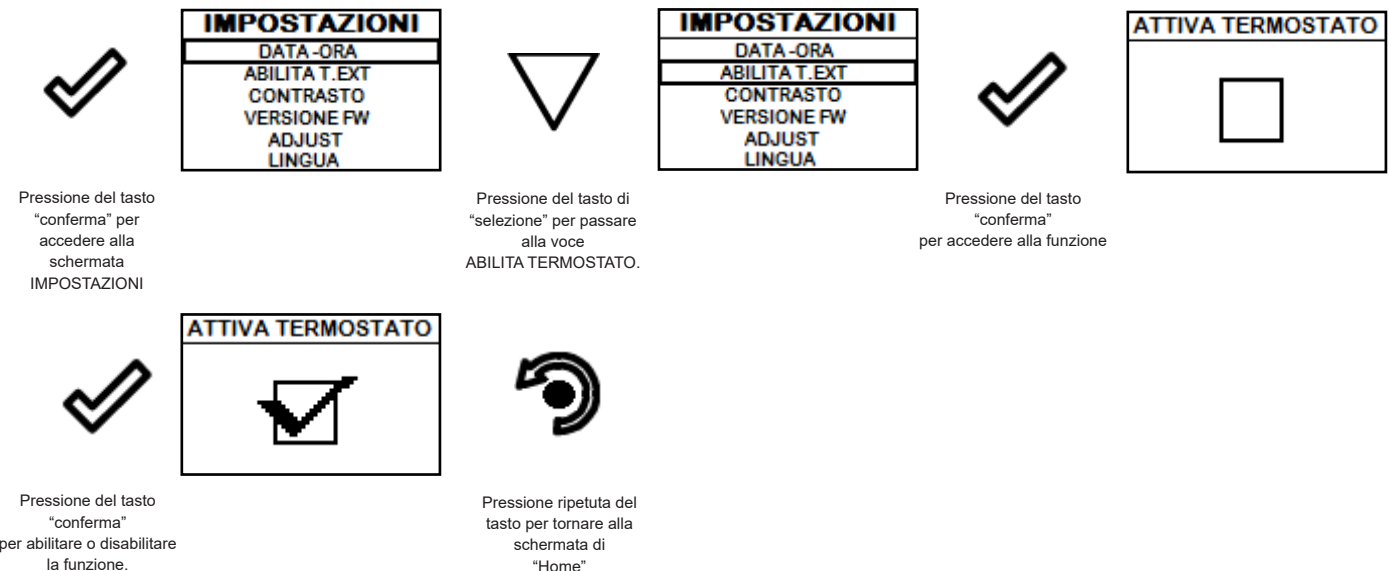 IMPOSTAZIONI
DATA-ORA
ABILITA T.EXT
CONTRASTO
VERSIONE FW
ADJUST
LINGUA
Pressione del tasto
“conferma” per
accedere alla
schermata
IMPOSTAZIONI
IMPOSTAZIONI
DATA-ORA
ABILITA T.EXT
CONTRASTO
VERSIONE FW
ADJUST
LINGUA
Pressione del tasto di
“selezione” per passare
alla voce
ABILITA TERMOSTATO.
ATTIVA TERMOSTATO
Pressione del tasto
“conferma”
per accedere alla funzione
ATTIVA TERMOSTATO
Pressione del tasto
“conferma”
per abilitare o disabilitare
la funzione.
Pressione ripetuta del
tasto per tornare alla
schermata di
“Home”